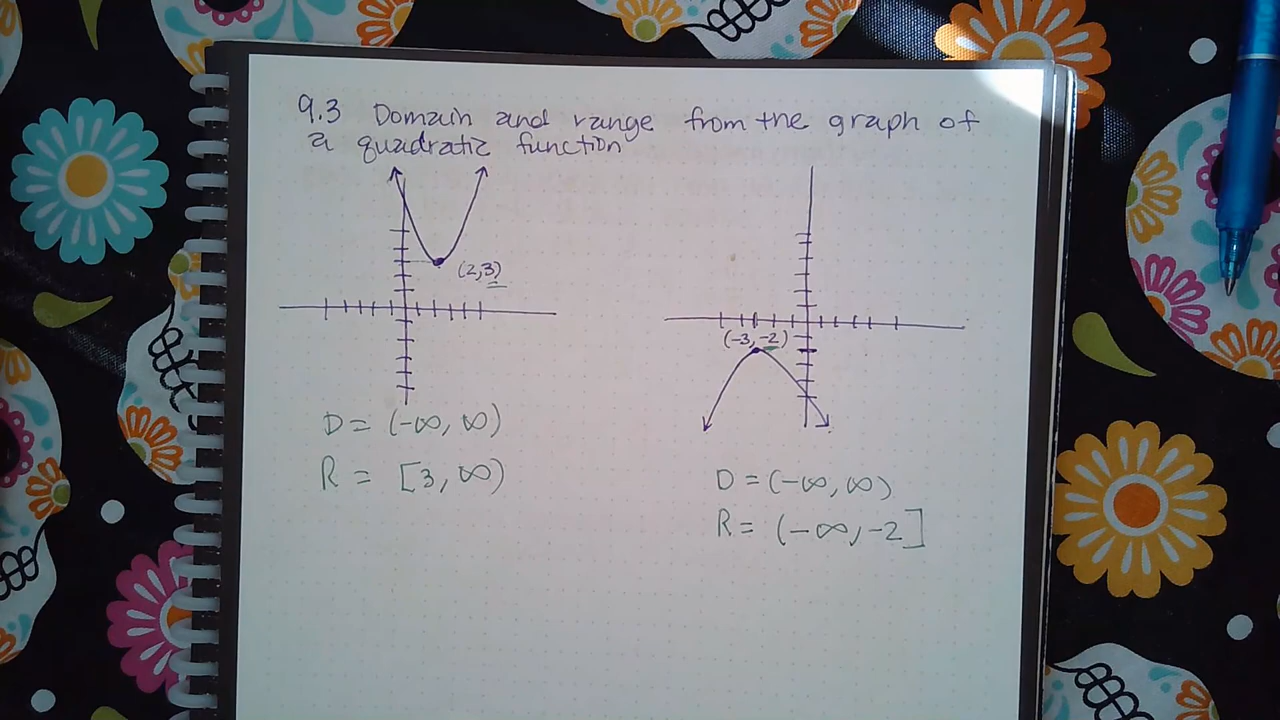 9.3 Domain and range from the graph of
a quadratic function
(2,3)
D = (-∞, ∞)
R = [3, ∞)
(-3, -2)
D = (-∞, ∞)
R = (-∞, -2]